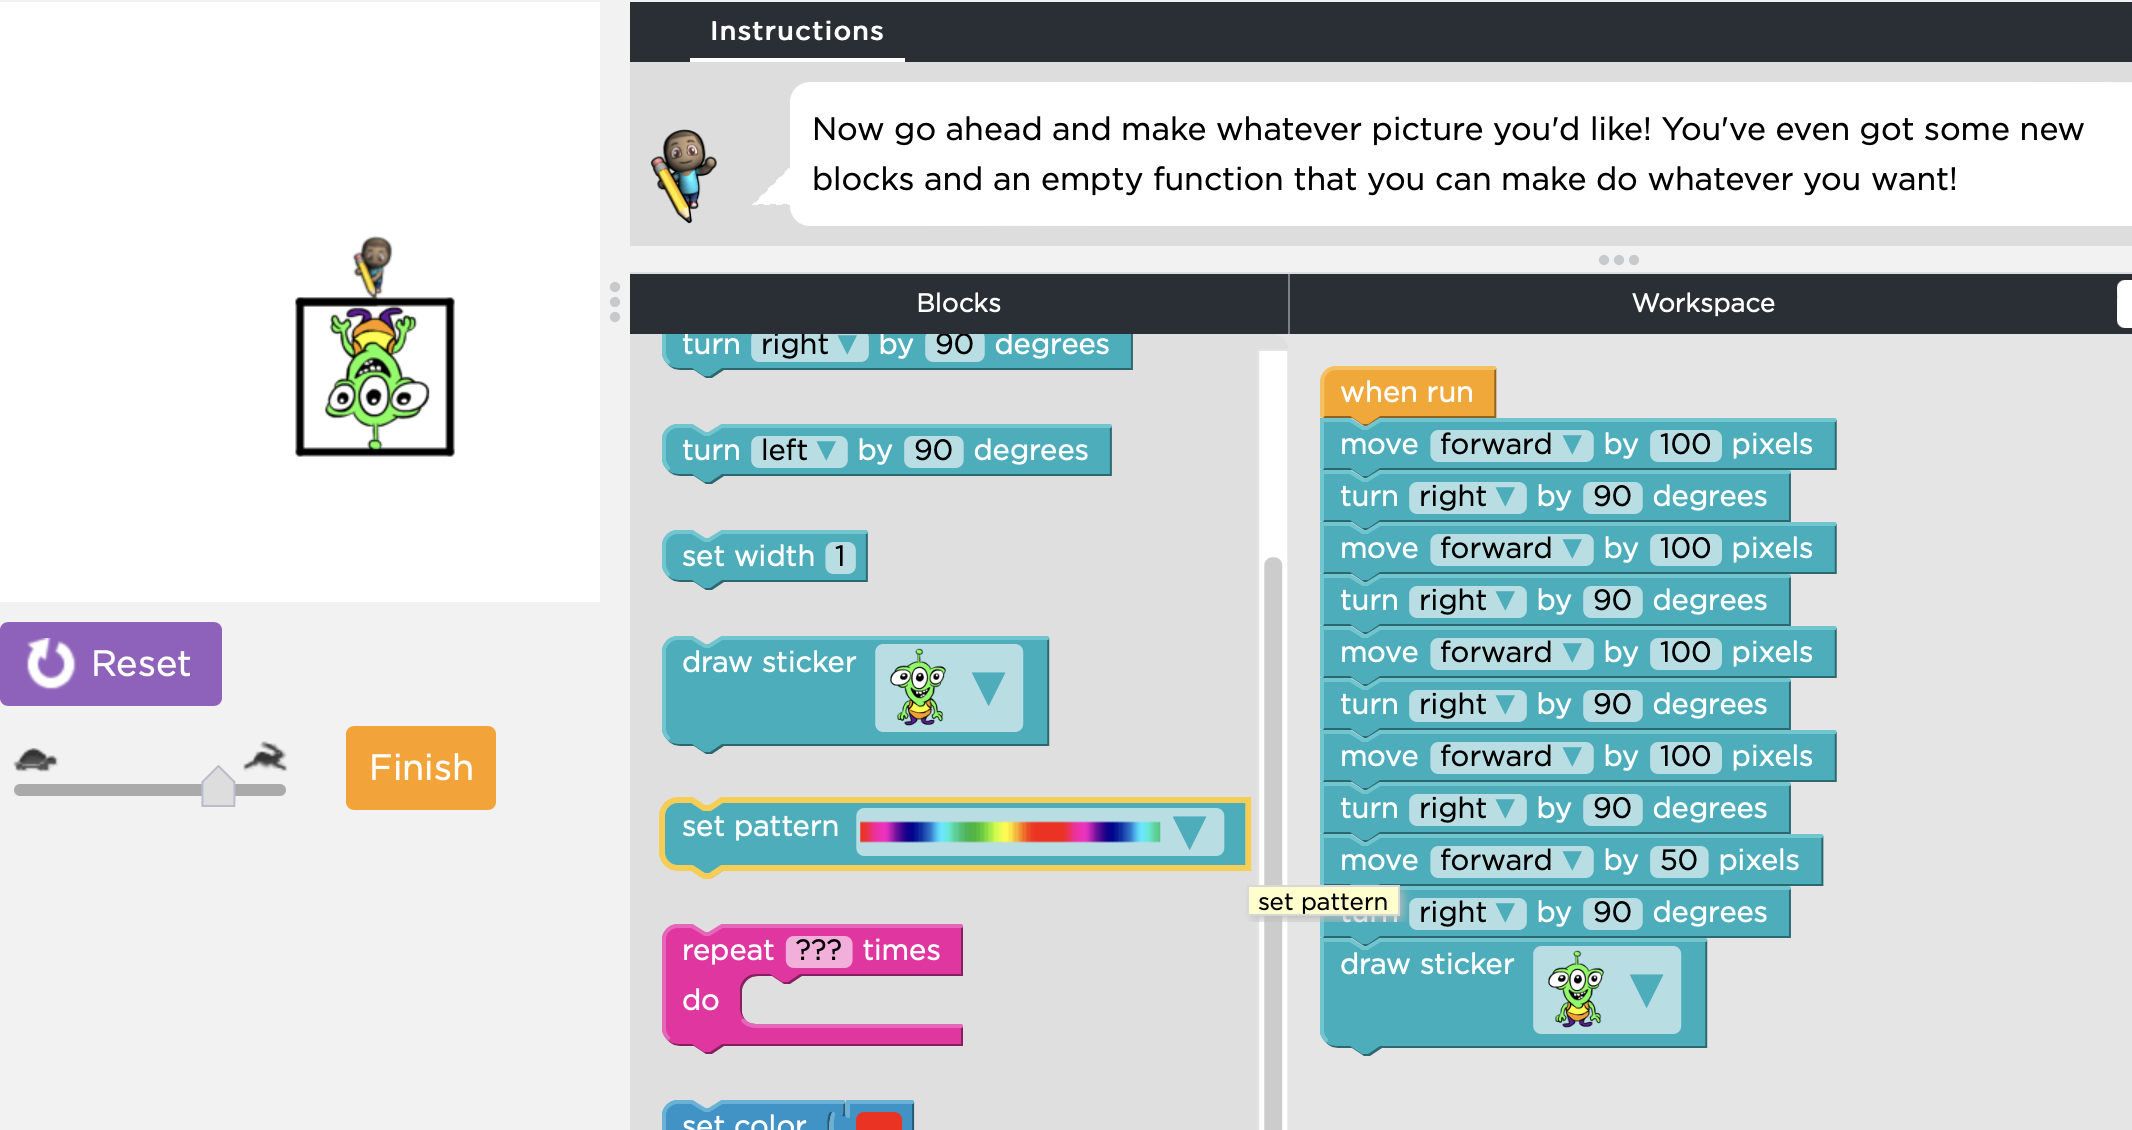 Instructions
Now go ahead and make whatever picture you'd like! You've even got some new
blocks and an empty function that you can make do whatever you want!
Blocks
Workspace
turn right by 90 degrees
turn left by 90 degrees
set width 1
draw sticker
set pattern
repeat ??? times
do
set color
set pattern
when run
move forward by 100 pixels
turn right by 90 degrees
move forward by 100 pixels
turn right by 90 degrees
move forward by 100 pixels
turn right by 90 degrees
move forward by 100 pixels
turn right by 90 degrees
move forward by 50 pixels
turn right by 90 degrees
draw sticker
Reset
Finish